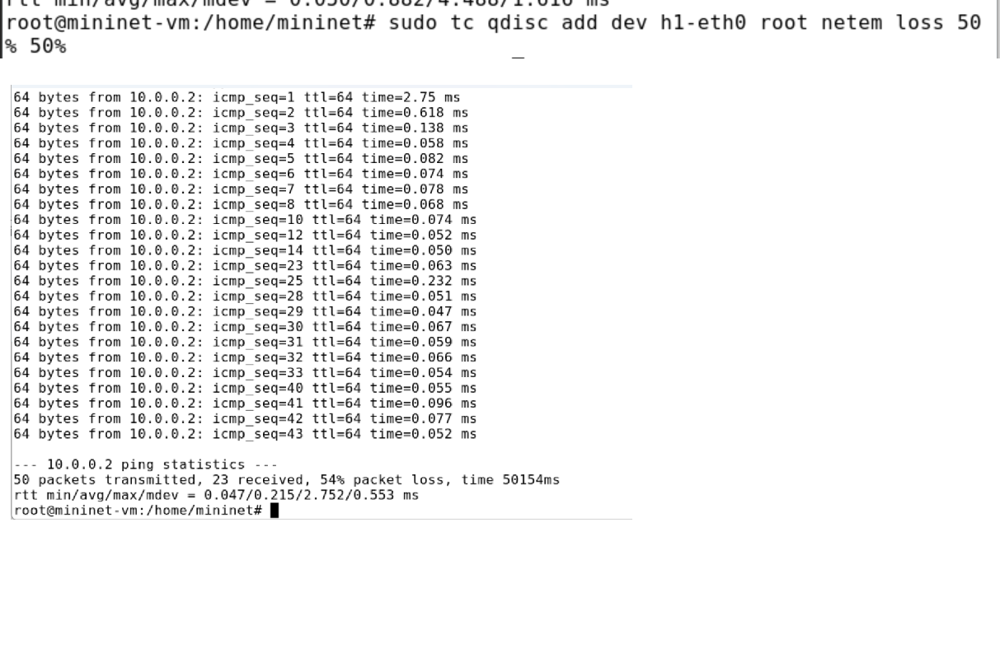 rtt min/avg/max/mdev = 0.050/0.882/4.488/1.616 ms
root@mininet-vm:/home/mininet# sudo tc qdisc add dev h1-eth0 root netem loss 50
% 50%
64 bytes from 10.0.0.2: icmp_seq=1 ttl=64 time=2.75 ms
64 bytes from 10.0.0.2: icmp_seq=2 ttl=64 time=0.618 ms
64 bytes from 10.0.0.2: icmp_seq=3 ttl=64 time=0.138 ms
64 bytes from 10.0.0.2: icmp_seq=4 ttl=64 time=0.058 ms
64 bytes from 10.0.0.2: icmp_seq=5 ttl=64 time=0.082 ms
64 bytes from 10.0.0.2: icmp_seq=6 ttl=64 time=0.074 ms
64 bytes from 10.0.0.2: icmp_seq=7 ttl=64 time=0.078 ms
64 bytes from 10.0.0.2: icmp_seq=8 ttl=64 time=0.068 ms
64 bytes from 10.0.0.2: icmp_seq=10 ttl=64 time=0.074 ms
64 bytes from 10.0.0.2: icmp_seq=12 ttl=64 time=0.052 ms
64 bytes from 10.0.0.2: icmp_seq=14 ttl=64 time=0.050 ms
64 bytes from 10.0.0.2: icmp_seq=23 ttl=64 time=0.063 ms
64 bytes from 10.0.0.2: icmp_seq=25 ttl=64 time=0.232 ms
64 bytes from 10.0.0.2: icmp_seq=28 ttl=64 time=0.051 ms
64 bytes from 10.0.0.2: icmp_seq=29 ttl=64 time=0.047 ms
64 bytes from 10.0.0.2: icmp_seq=30 ttl=64 time=0.067 ms
64 bytes from 10.0.0.2: icmp_seq=31 ttl=64 time=0.059 ms
64 bytes from 10.0.0.2: icmp_seq=32 ttl=64 time=0.066 ms
64 bytes from 10.0.0.2: icmp_seq=33 ttl=64 time=0.054 ms
64 bytes from 10.0.0.2: icmp_seq=40 ttl=64 time=0.055 ms
64 bytes from 10.0.0.2: icmp_seq=41 ttl=64 time=0.096 ms
64 bytes from 10.0.0.2: icmp_seq=42 ttl=64 time=0.077 ms
64 bytes from 10.0.0.2: icmp_seq=43 ttl=64 time=0.052 ms
--- 10.0.0.2 ping statistics ---
50 packets transmitted, 23 received, 54% packet loss, time 50154ms
rtt min/avg/max/mdev = 0.047/0.215/2.752/0.553 ms
root@mininet-vm:/home/mininet#